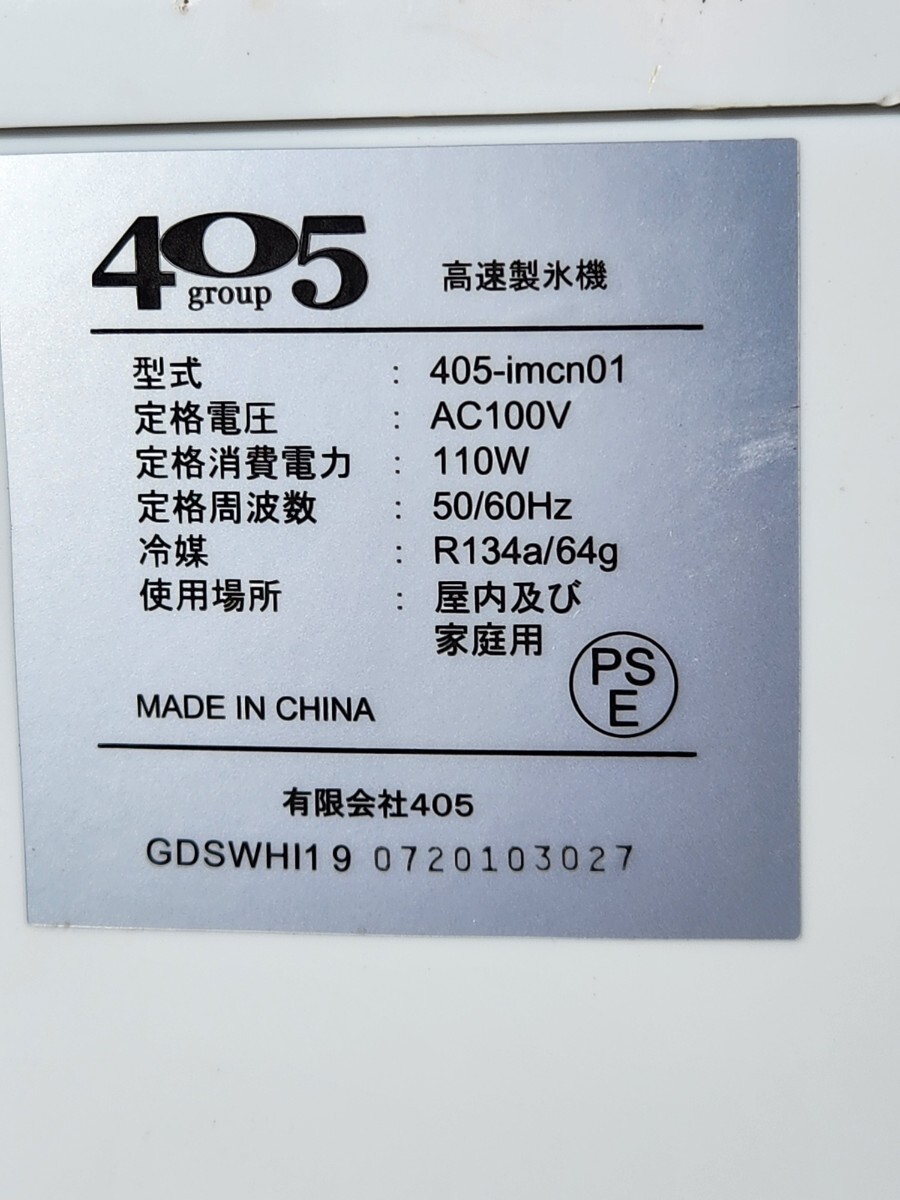 405
group
高速製氷機
型式 : 405-imcn01
定格電圧 : AC100V
定格消費電力 : 110W
定格周波数 : 50/60Hz
冷媒 : R134a/64g
使用場所 : 屋内及び
家庭用
PS
E
MADE IN CHINA
有限会社405
GDSWHI19 0720103027